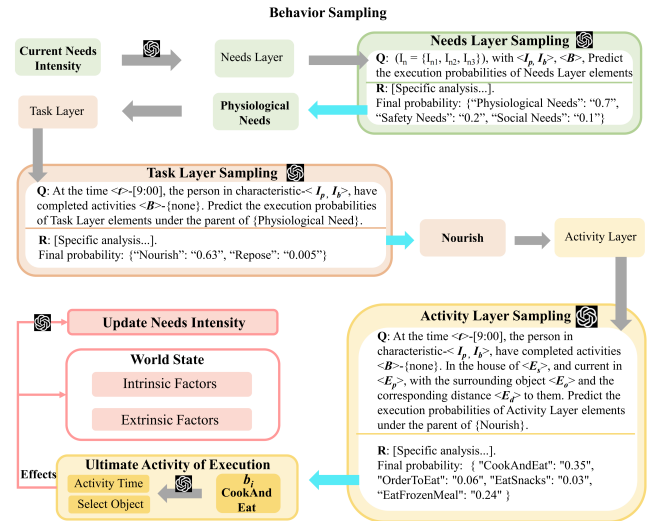 Behavior Sampling
Current Needs
Intensity
Needs Layer
Needs Layer Sampling
Q: (Iₙ = {Iₙ₁, Iₙ₂, Iₙ₃}), with <Iₚ, I_b>, <B>, Predict
the execution probabilities of Needs Layer elements
R: [Specific analysis...].
Final probability: {“Physiological Needs”: “0.7”,
“Safety Needs”: “0.2”, “Social Needs”: “0.1”}
Physiological
Needs
Task Layer
Task Layer Sampling
Q: At the time <t>-[9:00], the person in characteristic-< Iₚ, I_b>, have
completed activities <B>-{none}. Predict the execution probabilities
of Task Layer elements under the parent of {Physiological Need}.
R: [Specific analysis...].
Final probability: {“Nourish”: “0.63”, “Repose”: “0.005”}
Nourish
Activity Layer
Activity Layer Sampling
Q: At the time <t>-[9:00], the person in
characteristic-< Iₚ, I_b>, have completed activities
<B>-{none}. In the house of <Eₛ>, and current in
<Eₚ>, with the surrounding object <Eₒ> and the
corresponding distance <E_d> to them. Predict the
execution probabilities of Activity Layer elements
under the parent of {Nourish}.
R: [Specific analysis...].
Final probability: { "CookAndEat": "0.35",
"OrderToEat": "0.06", "EatSnacks": "0.03",
“EatFrozenMeal": "0.24" }
Update Needs Intensity
World State
Intrinsic Factors
Extrinsic Factors
Effects
Ultimate Activity of Execution
Activity Time
Select Object
bᵢ
CookAnd
Eat